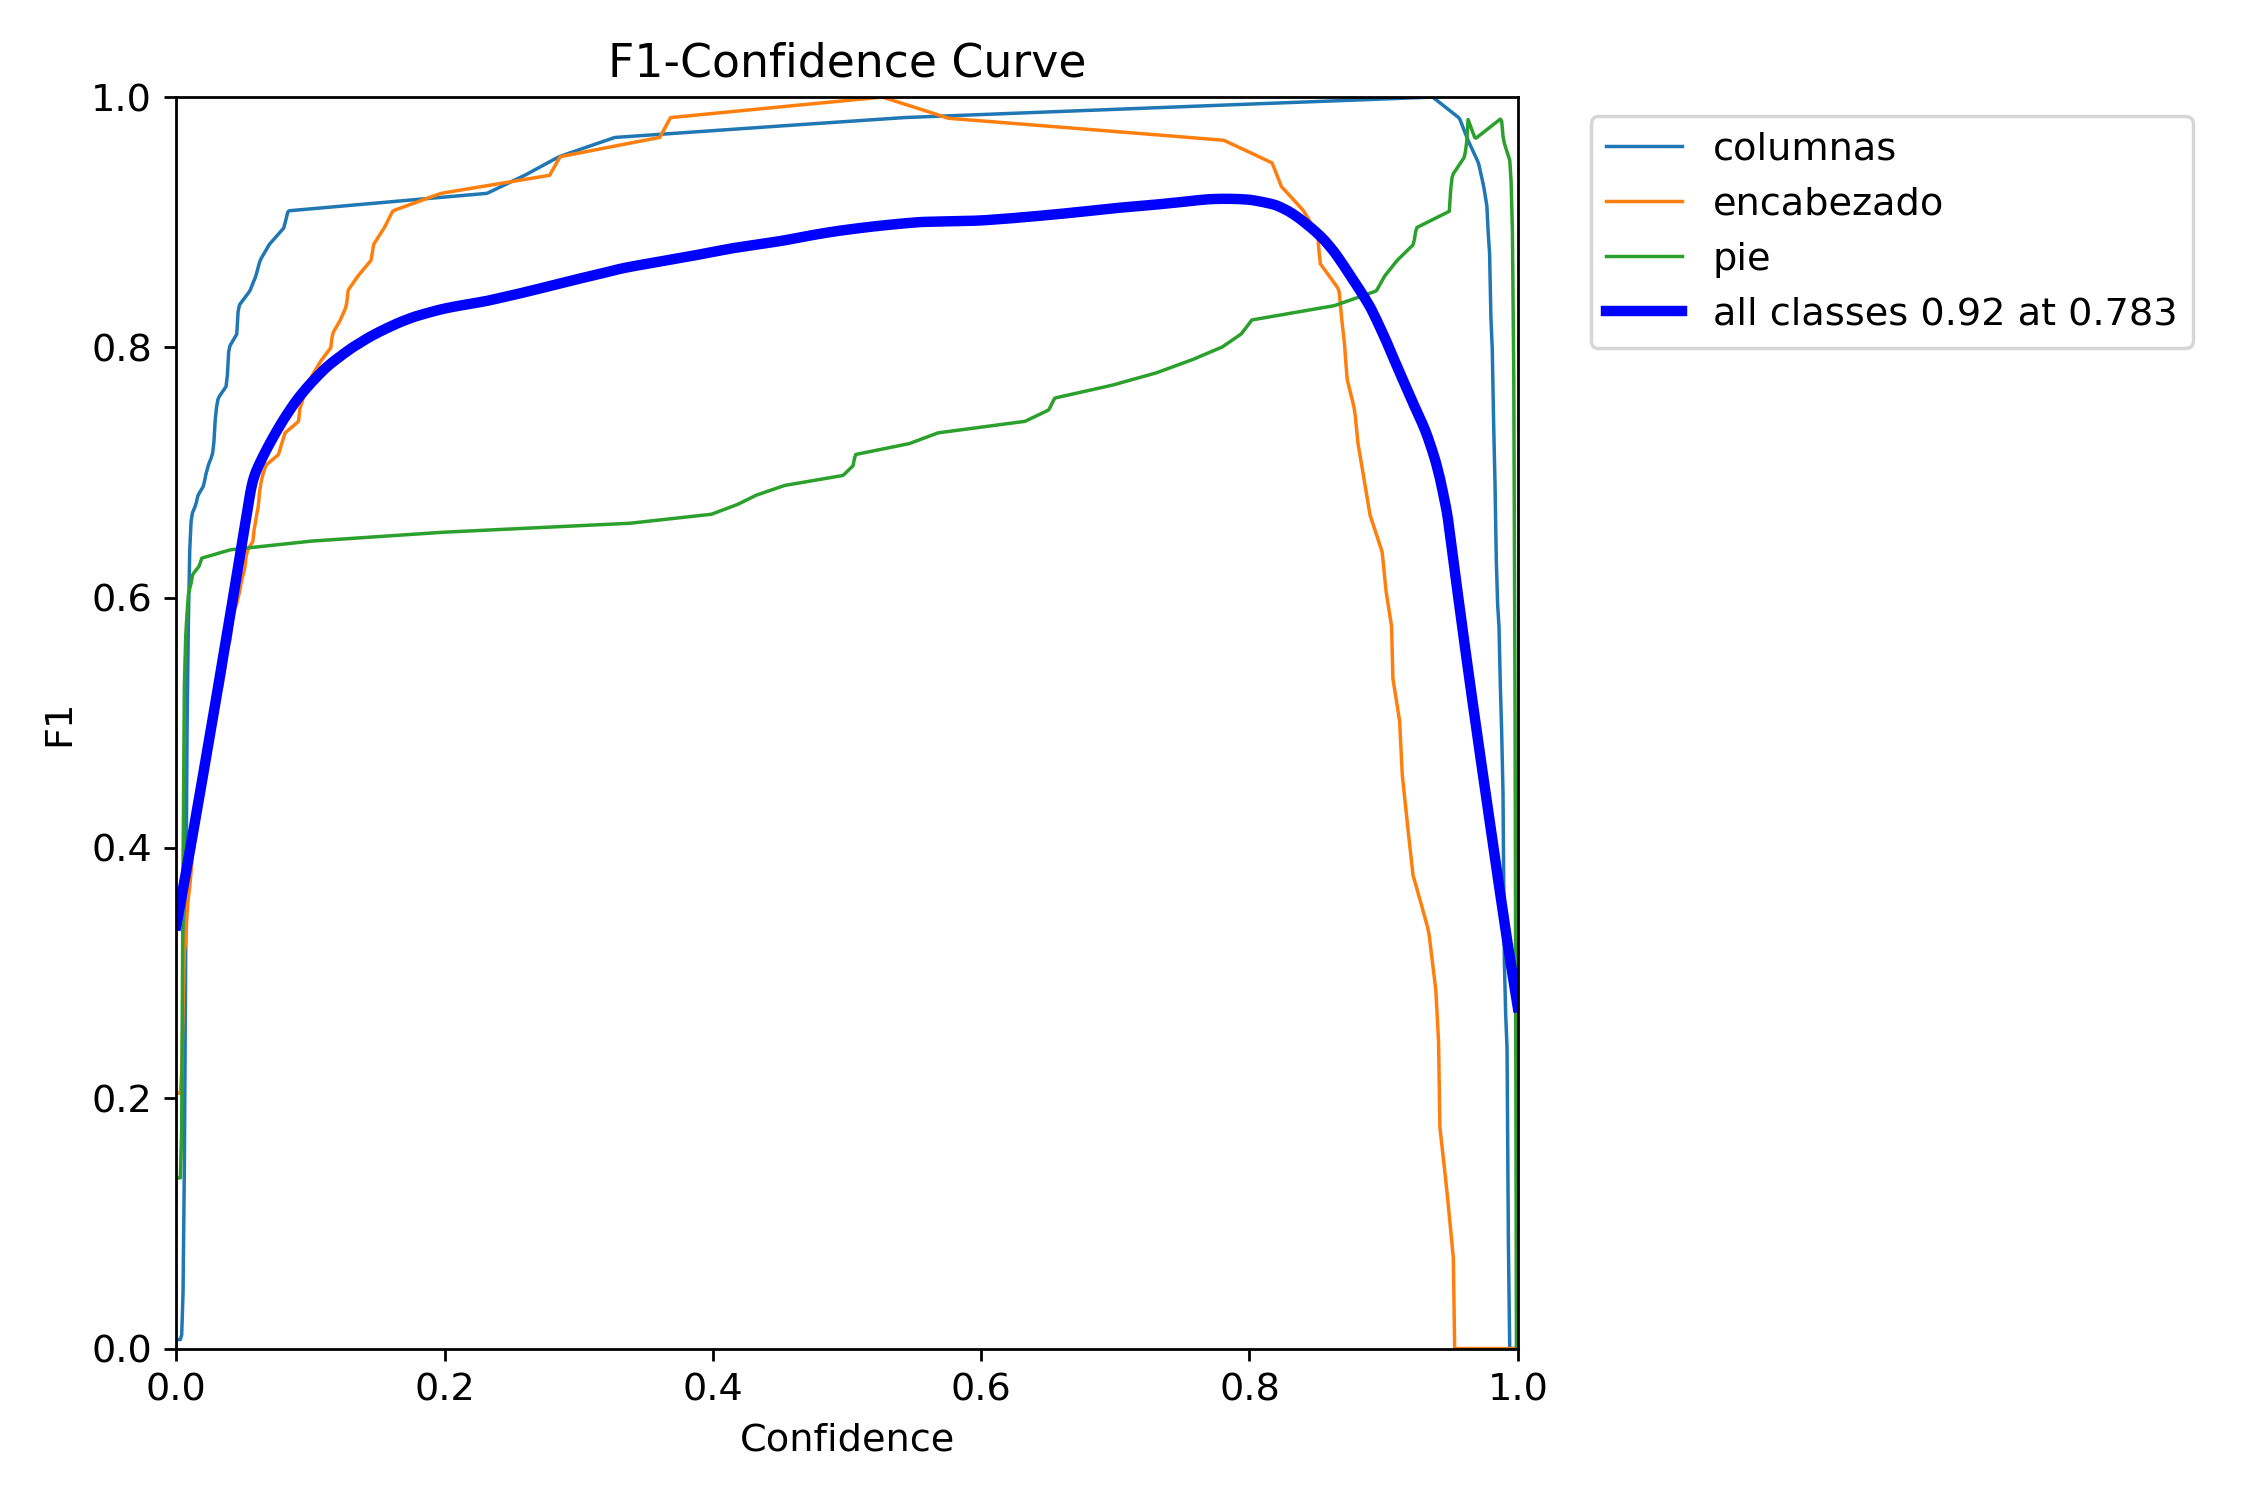 F1-Confidence Curve
1.0
0.8
0.6
0.4
0.2
0.0
F1
0.0 0.2 0.4 0.6 0.8 1.0
Confidence
columnas
encabezado
pie
all classes 0.92 at 0.783